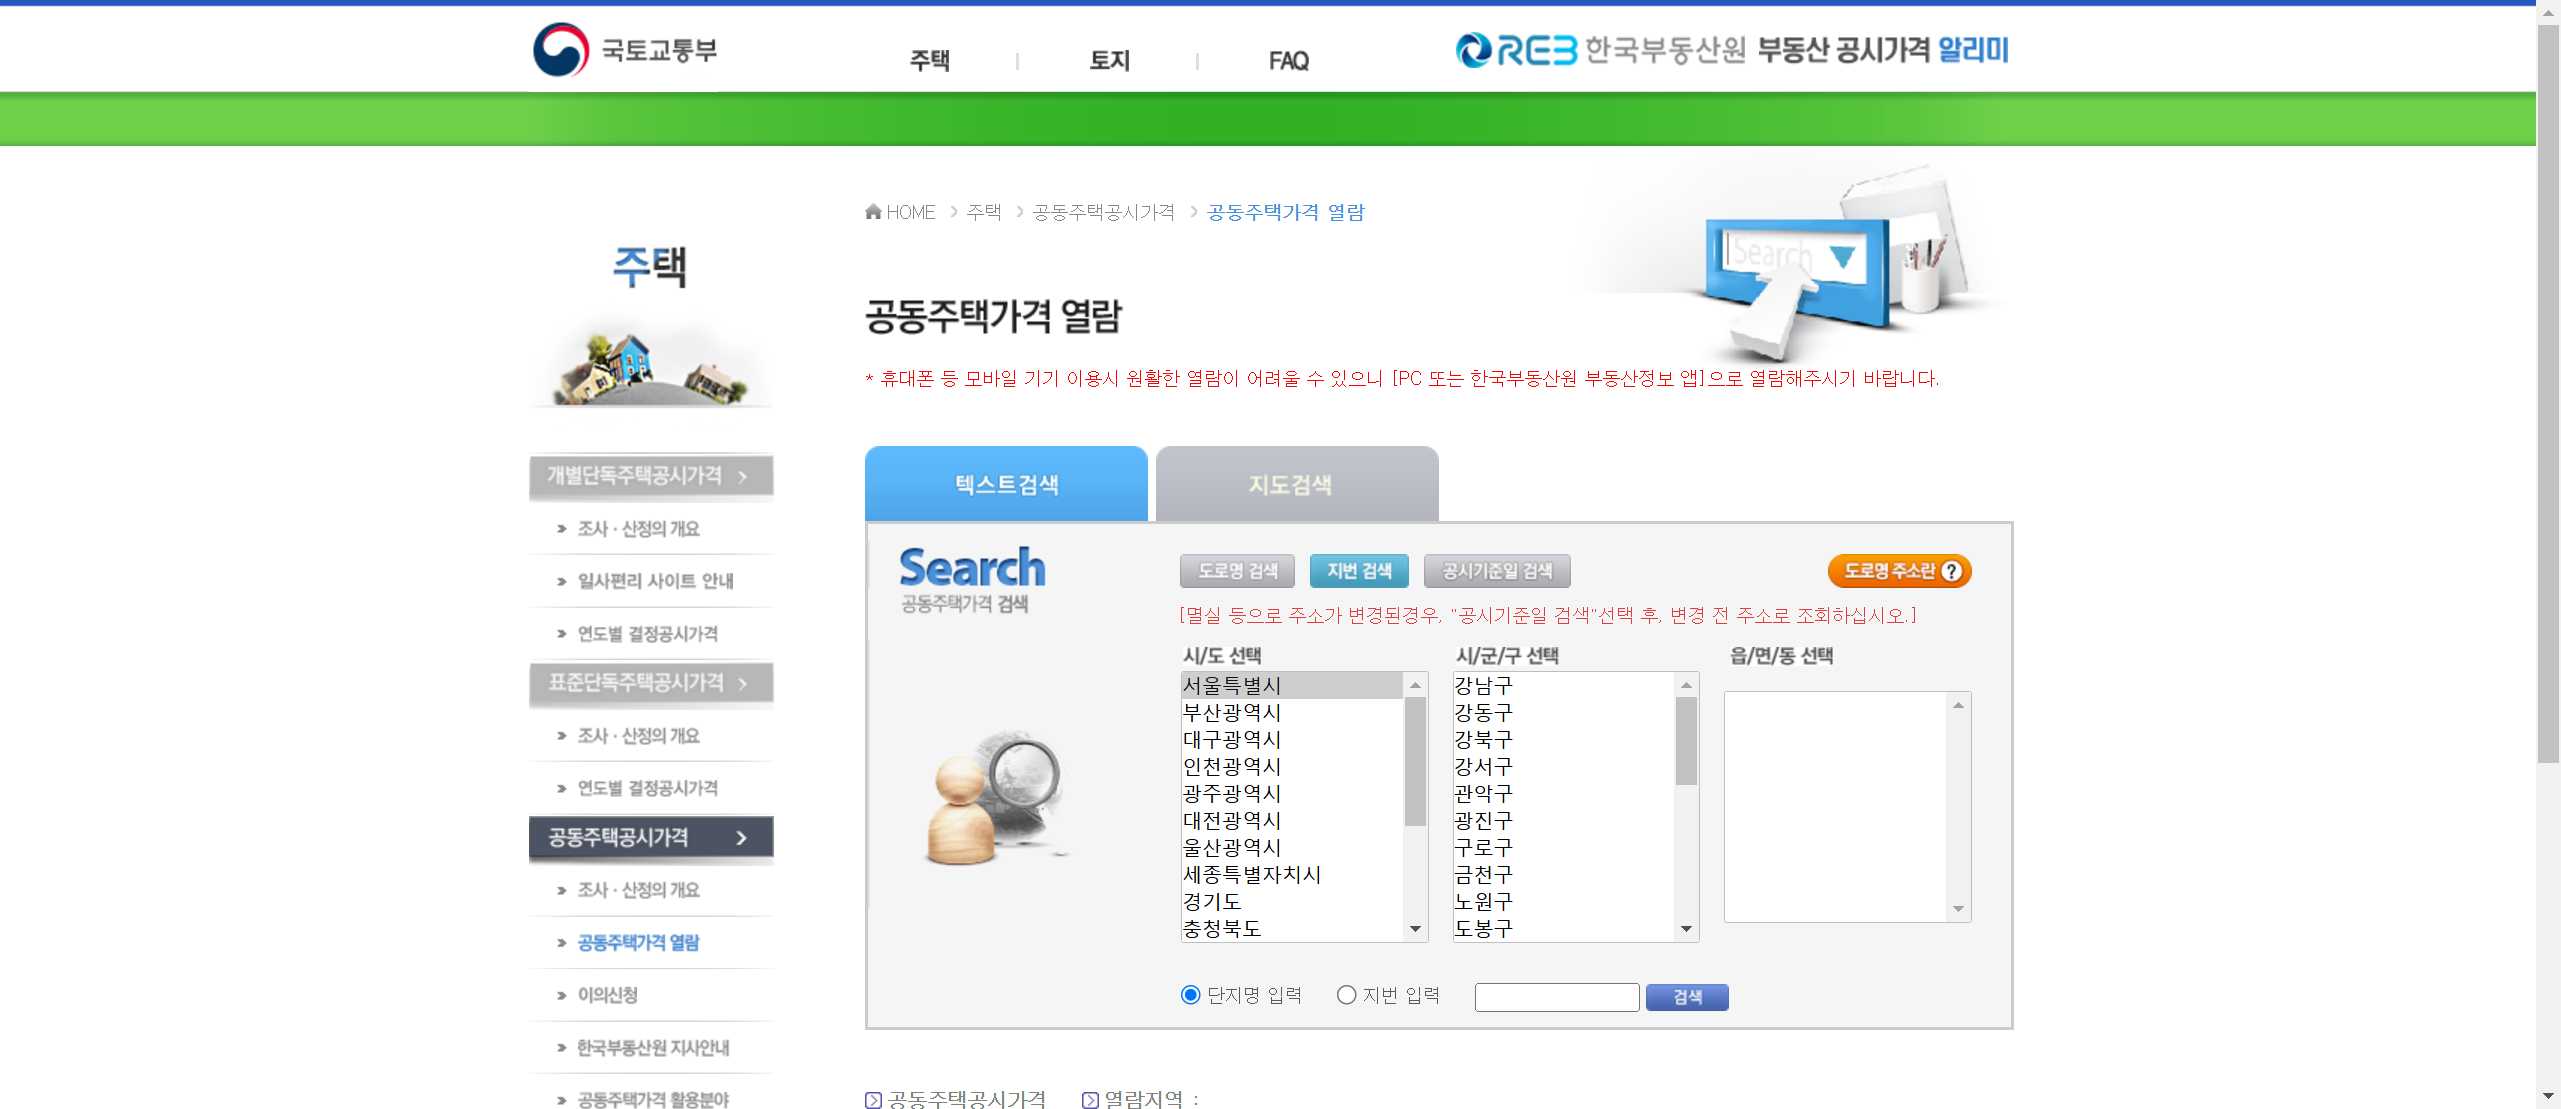 국토교통부
주택 | 토지 | FAQ
REB 한국부동산원 부동산 공시가격 알리미
HOME > 주택 > 공동주택공시가격 > 공동주택가격 열람
Search
주택
공동주택가격 열람
* 휴대폰 등 모바일 기기 이용시 원활한 열람이 어려울 수 있으니 [PC 또는 한국부동산원 부동산정보 앱]으로 열람해주시기 바랍니다.
개별단독주택공시가격 >
조사 · 산정의 개요
일사편리 사이트 안내
연도별 결정공시가격
표준단독주택공시가격 >
조사 · 산정의 개요
연도별 결정공시가격
공동주택공시가격 >
조사 · 산정의 개요
공동주택가격 열람
이의신청
한국부동산원 지사안내
공동주택가격 활용분야
텍스트검색
지도검색
Search
공동주택가격 검색
도로명 검색
지번 검색
공시기준일 검색
도로명 주소란 ?
[멸실 등으로 주소가 변경된경우, "공시기준일 검색"선택 후, 변경 전 주소로 조회하십시오.]
시/도 선택
서울특별시
부산광역시
대구광역시
인천광역시
광주광역시
대전광역시
울산광역시
세종특별자치시
경기도
충청북도
시/군/구 선택
강남구
강동구
강북구
강서구
관악구
광진구
구로구
금천구
노원구
도봉구
읍/면/동 선택
단지명 입력
지번 입력
검색
공동주택공시가격
열람지역 :